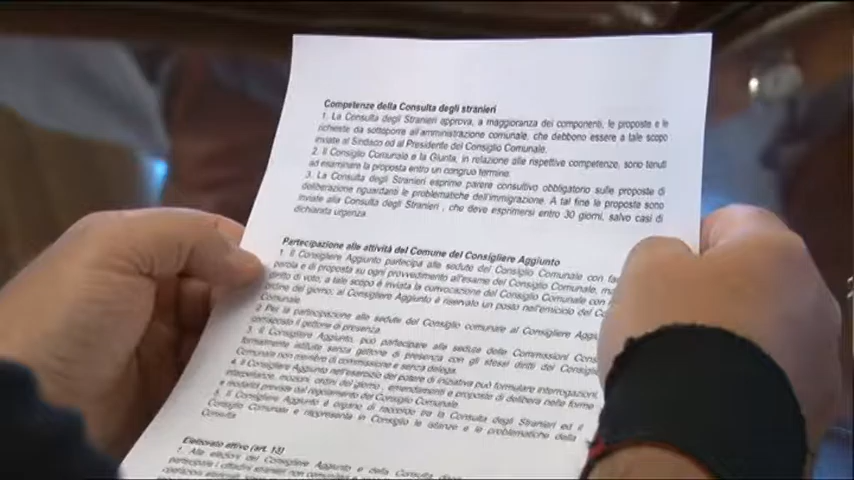 Competenze della Consulta degli stranieri
1. La Consulta degli Stranieri approva, a maggioranza dei componenti, le proposte e le
richieste da sottoporre all'amministrazione comunale, che debbono essere a tale scopo
inviate al Sindaco ed al Presidente del Consiglio Comunale.
2. Il Consiglio Comunale e la Giunta, in relazione alle rispettive competenze, sono tenuti
ad esaminare la proposta entro un congruo termine.
3. La Consulta degli Stranieri esprime parere consultivo obbligatorio sulle proposte di
deliberazione riguardanti le problematiche dell'immigrazione. A tal fine le proposte sono
inviate alla Consulta degli Stranieri , che deve esprimersi entro 30 giorni, salvo casi di
dichiarata urgenza.
Partecipazione alle attività del Comune del Consigliere Aggiunto
1. Il Consigliere Aggiunto partecipa alle sedute del Consiglio Comunale con
parola e di proposta su ogni provvedimento all'esame del Consiglio Comunale,
diritto di voto; a tale scopo è inviata la convocazione del Consiglio Comunale con
ordine del giorno; al Consigliere Aggiunto è riservato un posto nell'emiciclo del
Comunale.
2 Per la partecipazione alle sedute del Consiglio comunale al Consigliere
corrisposto il gettone di presenza.
3. Il Consigliere Aggiunto, può partecipare alle sedute delle Commissioni
formalmente istituite senza gettone di presenza con gli stessi diritti dei
Comunale non membro di commissione e senza delega.
4. Il Consigliere Aggiunto nell'esercizio del potere di iniziativa può formulare interrogazioni,
interpellanze, mozioni, ordini del giorno , emendamenti e proposte di delibera nelle forme
e modalità previste dal regolamento del Consiglio Comunale.
5. Il Consigliere Aggiunto è organo di raccordo tra la Consulta degli Stranieri ed il
Consiglio Comunale e rappresenta in Consiglio le istanze e le problematiche della
Consulta.
Elettorato attivo (art. 13)
1. Alle elezioni del Consigliere Aggiunto e della Consulta
partecipate i cittadini stranieri non